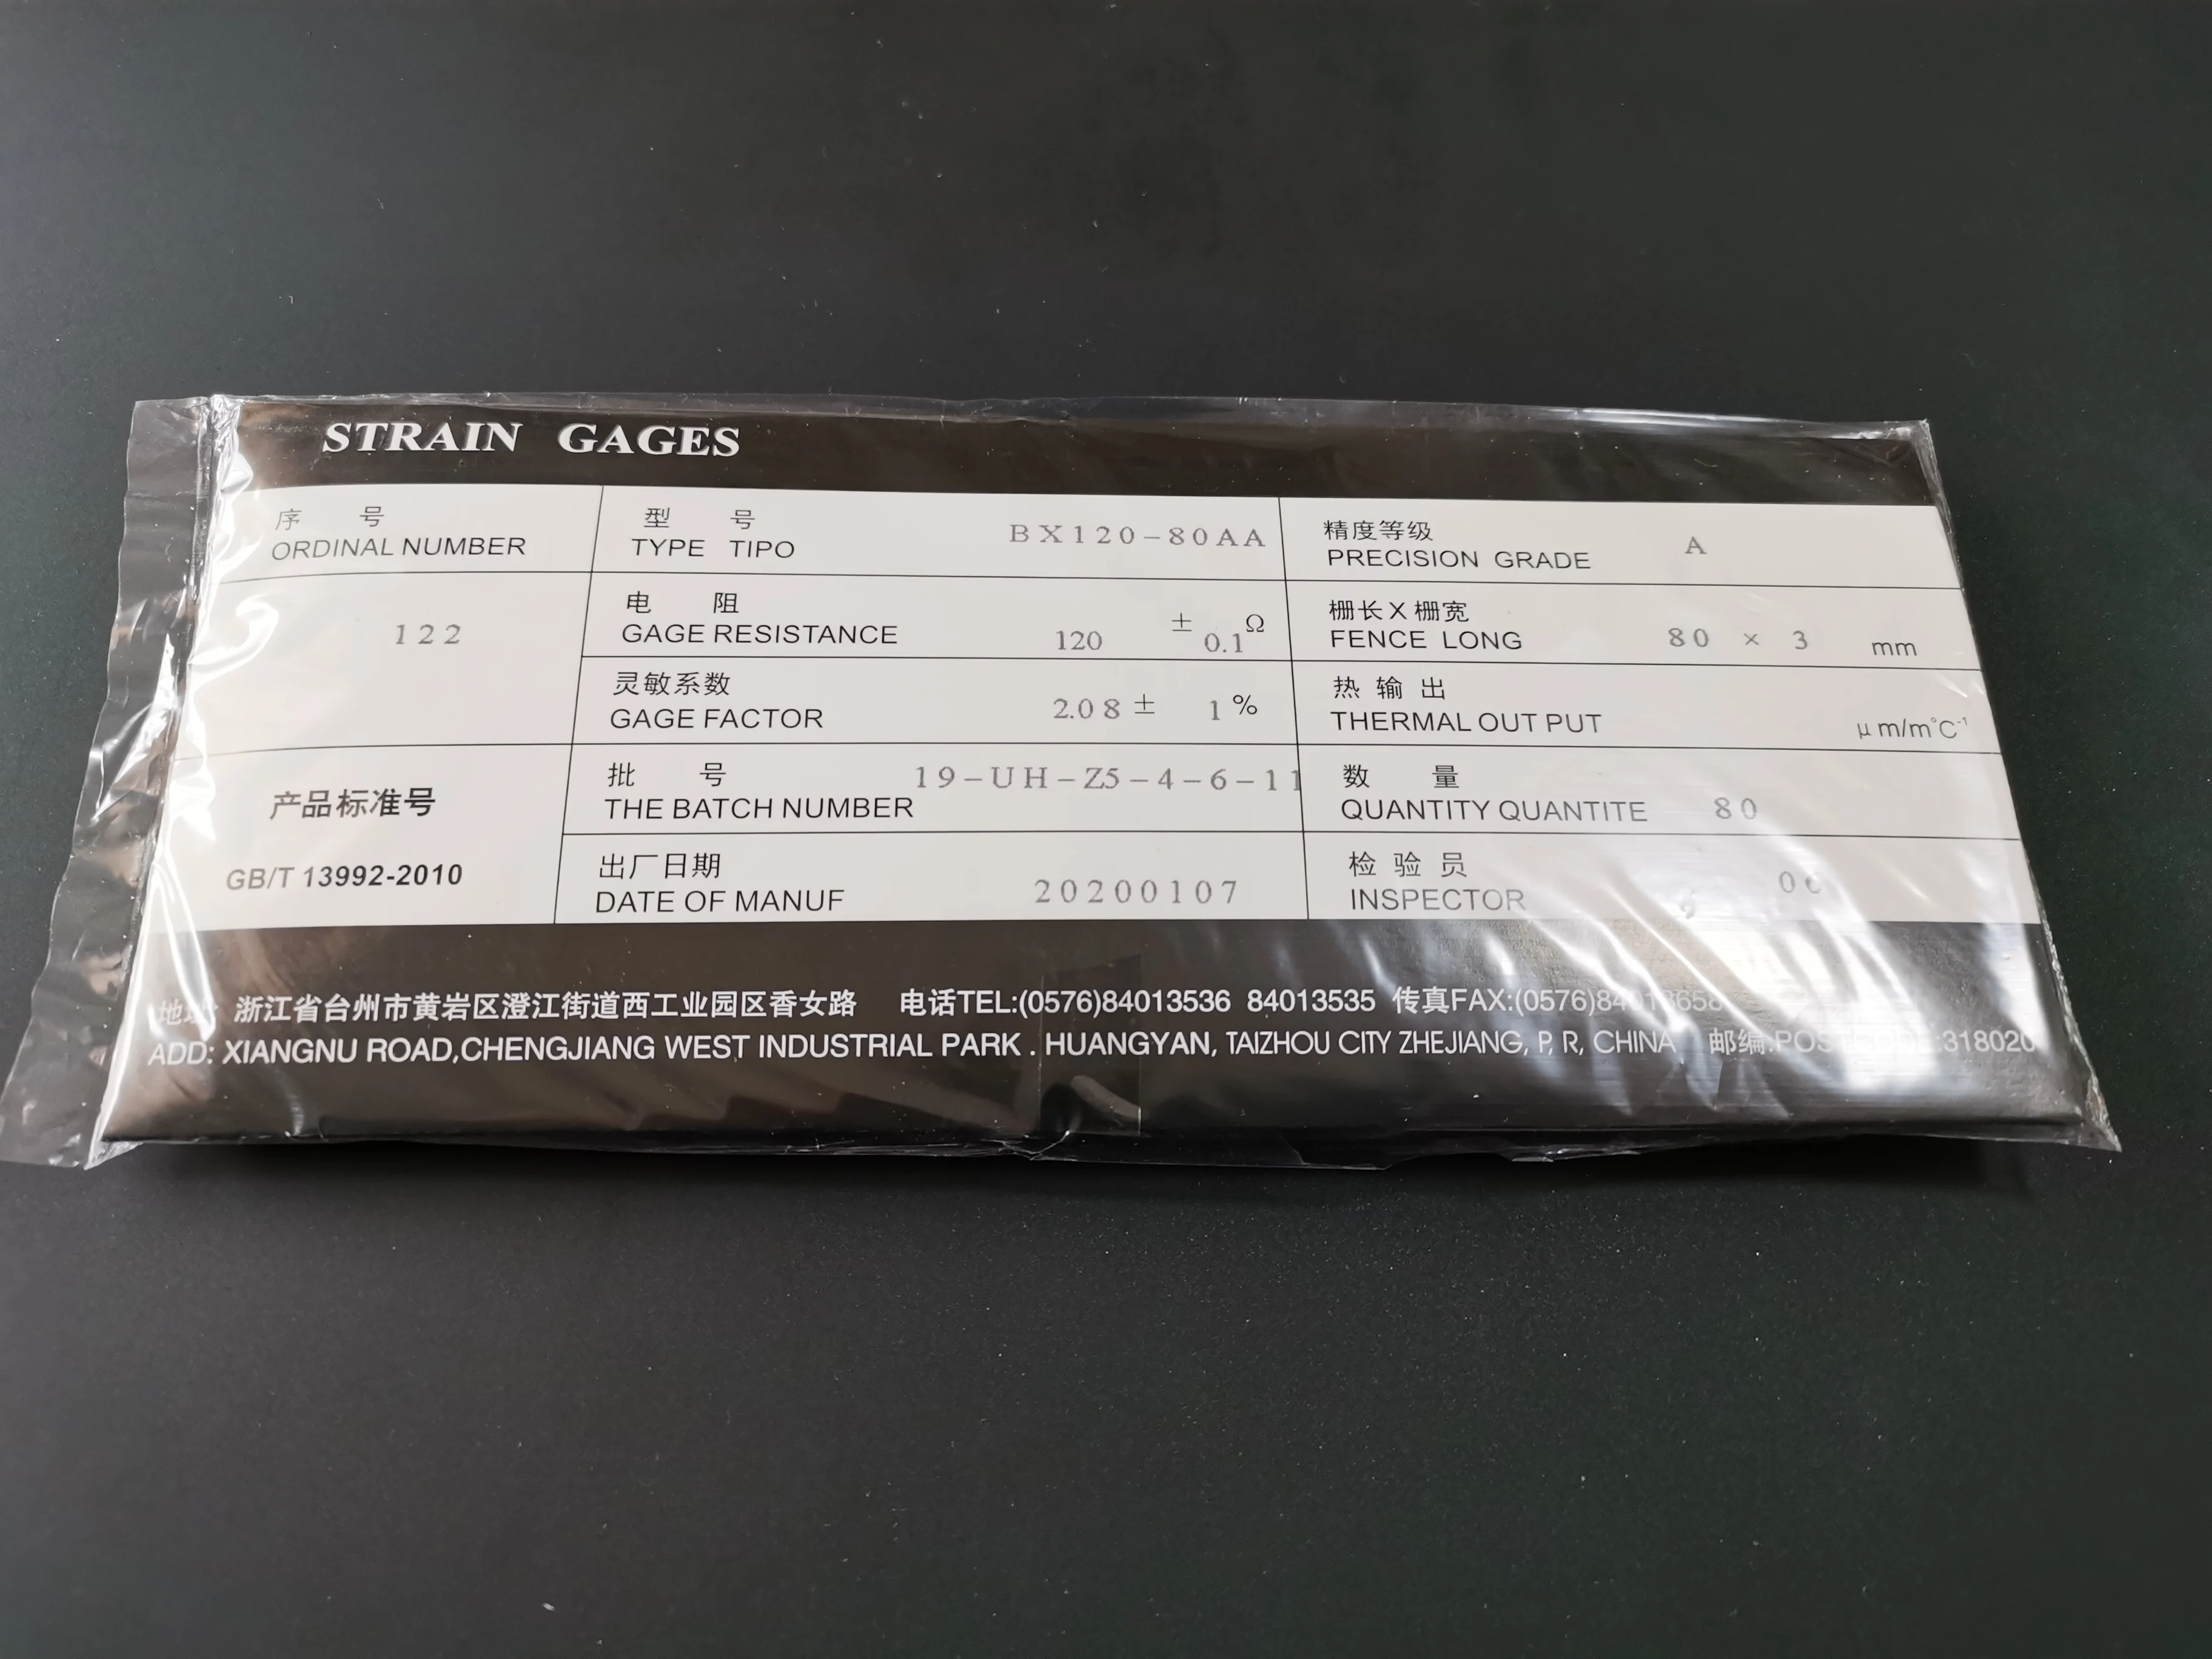 STRAIN GAGES
序 号
ORDINAL NUMBER
122
产品标准号
GB/T 13992-2010
型 号
TYPE TIPO BX120-80AA
电 阻
GAGE RESISTANCE 120 ± 0.1 Ω
灵敏系数
GAGE FACTOR 2.08 ± 1 %
批 号
THE BATCH NUMBER 19-UH-Z5-4-6-11
出厂日期
DATE OF MANUF 20200107
精度等级
PRECISION GRADE A
栅长X栅宽
FENCE LONG 80 × 3 mm
热 输 出
THERMAL OUT PUT μm/m°C⁻¹
数 量
QUANTITY QUANTITE 80
检 验 员
INSPECTOR
地址: 浙江省台州市黄岩区澄江街道西工业园区香女路 电话TEL:(0576)84013536 84013535 传真FAX:(0576)
ADD: XIANGNU ROAD,CHENGJIANG WEST INDUSTRIAL PARK . HUANGYAN, TAIZHOU CITY ZHEJIANG, P, R, CHINA 邮编:318020